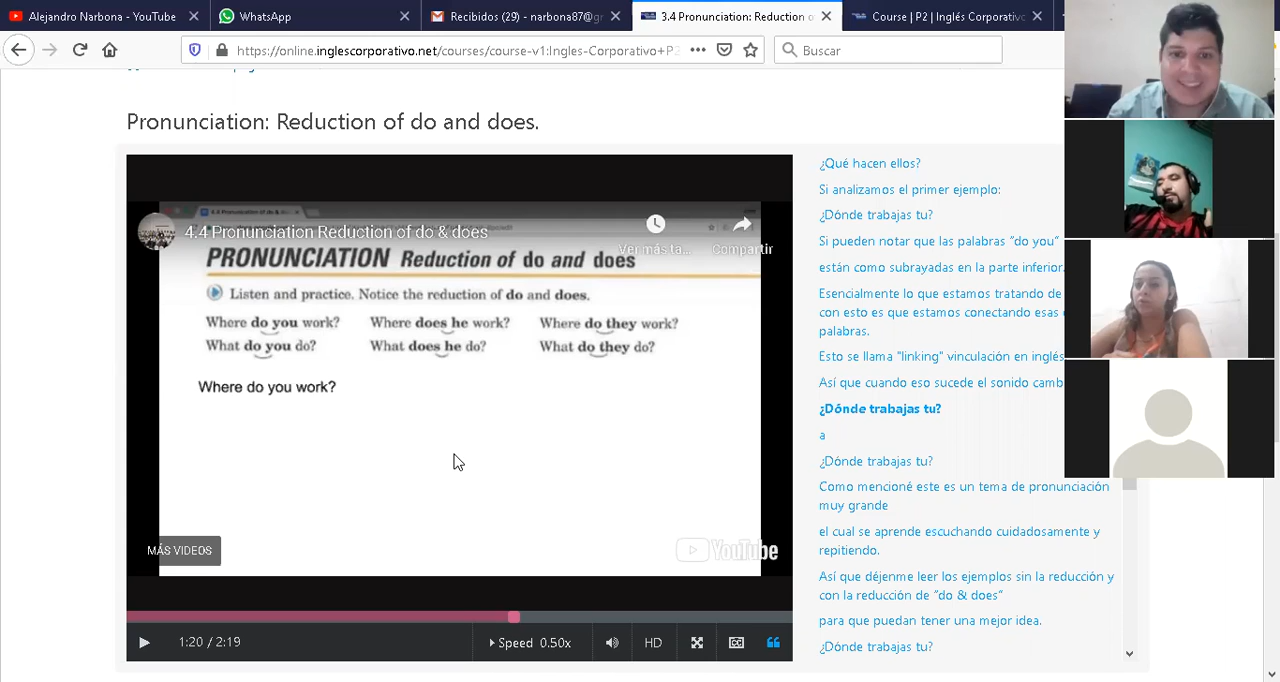 Alejandro Narbona - YouTube
WhatsApp
Recibidos (29) - narbona87@g
3.4 Pronunciation: Reduction o
Course | P2 | Inglés Corporativo
https://online.inglescorporativo.net/courses/course-v1:Ingles-Corporativo+P
Buscar
Pronunciation: Reduction of do and does.
4.4 Pronunciation Reduction of do & does
Ver más ta...
Compartir
PRONUNCIATION Reduction of do and does
Listen and practice. Notice the reduction of do and does.
Where do you work? Where does he work? Where do they work?
What do you do? What does he do? What do they do?
Where do you work?
MÁS VIDEOS
YouTube
1:20 / 2:19
Speed 0.50x
HD
¿Qué hacen ellos?
Si analizamos el primer ejemplo:
¿Dónde trabajas tu?
Si pueden notar que las palabras "do you"
están como subrayadas en la parte inferior.
Esencialmente lo que estamos tratando de
con esto es que estamos conectando esas
palabras.
Esto se llama "linking" vinculación en inglés
Así que cuando eso sucede el sonido camb
¿Dónde trabajas tu?
a
¿Dónde trabajas tu?
Como mencioné este es un tema de pronunciación
muy grande
el cual se aprende escuchando cuidadosamente y
repitiendo.
Así que déjenme leer los ejemplos sin la reducción y
con la reducción de "do & does"
para que puedan tener una mejor idea.
¿Dónde trabajas tu?